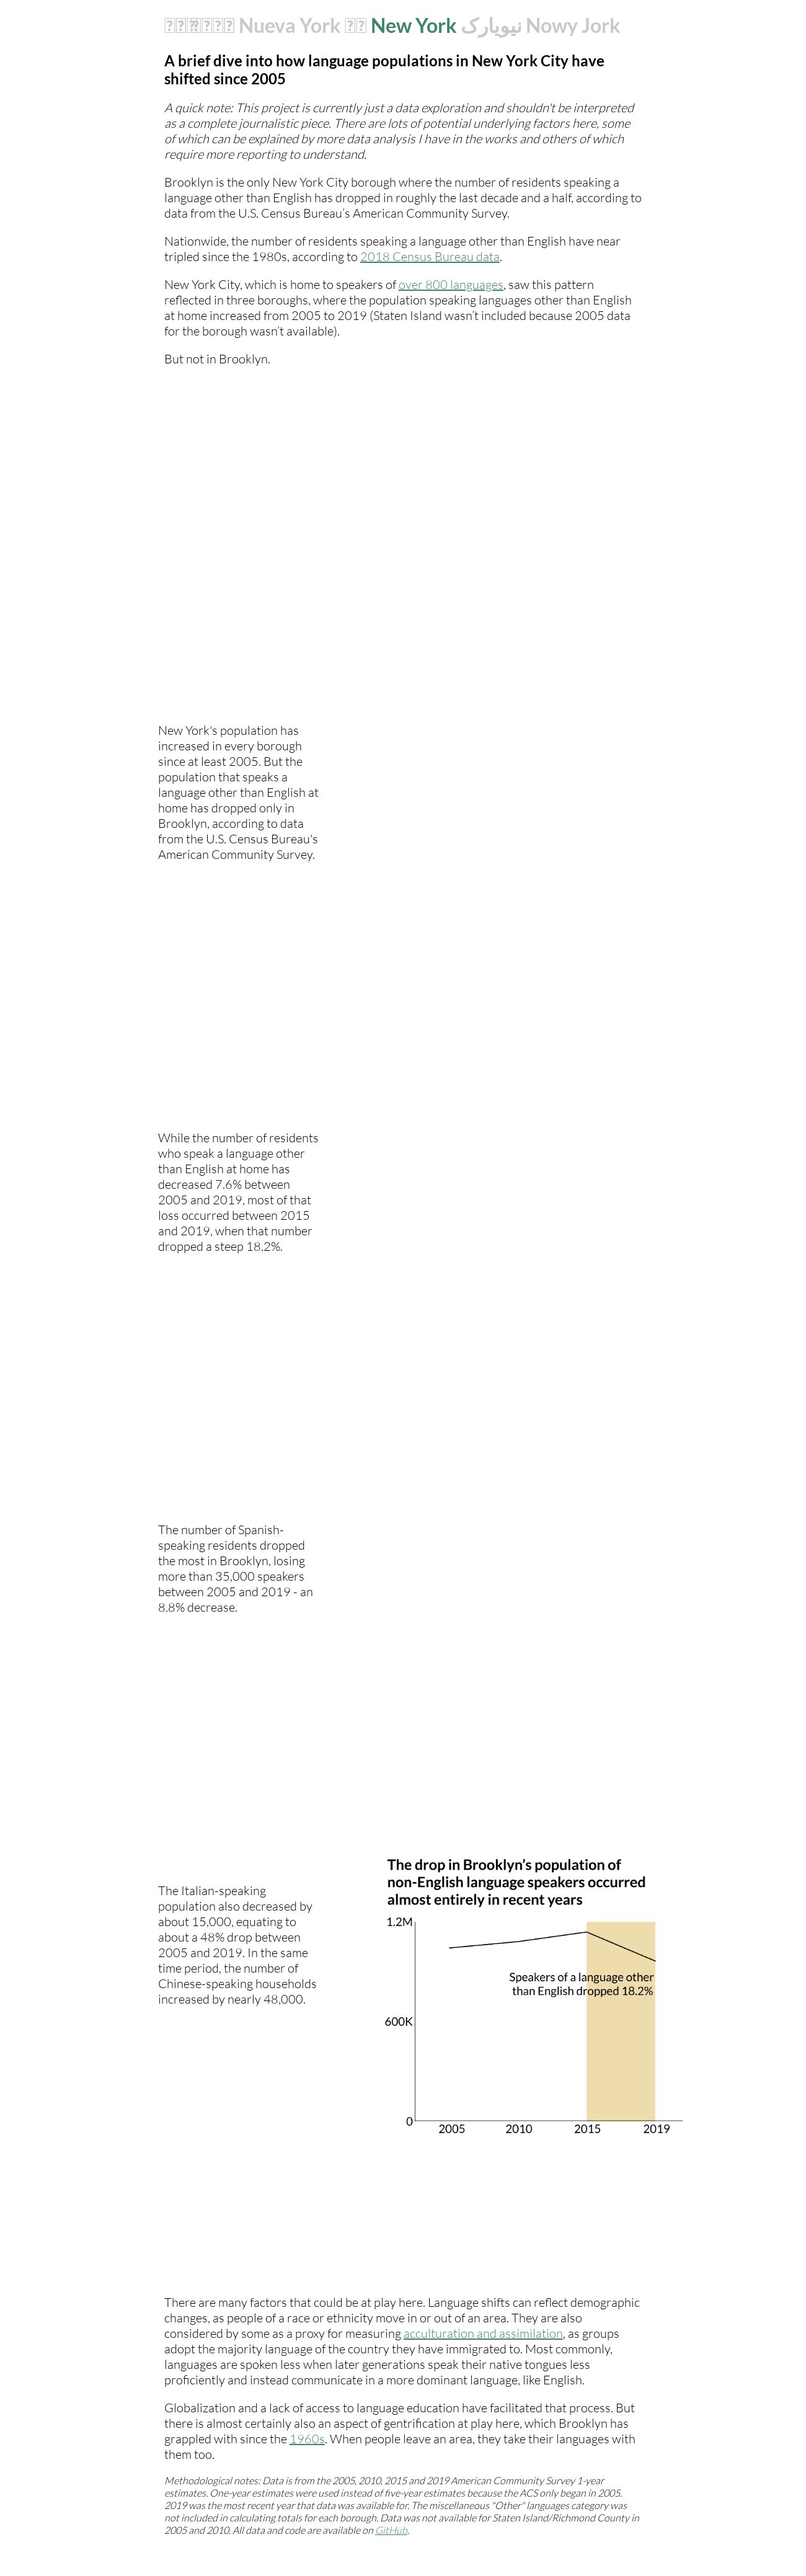 Nueva York New York نیویارک Nowy Jork
A brief dive into how language populations in New York City have
shifted since 2005
A quick note: This project is currently just a data exploration and shouldn't be interpreted
as a complete journalistic piece. There are lots of potential underlying factors here, some
of which can be explained by more data analysis I have in the works and others of which
require more reporting to understand.
Brooklyn is the only New York City borough where the number of residents speaking a
language other than English has dropped in roughly the last decade and a half, according to
data from the U.S. Census Bureau's American Community Survey.
Nationwide, the number of residents speaking a language other than English have near
tripled since the 1980s, according to 2018 Census Bureau data.
New York City, which is home to speakers of over 800 languages, saw this pattern
reflected in three boroughs, where the population speaking languages other than English
at home increased from 2005 to 2019 (Staten Island wasn't included because 2005 data
for the borough wasn't available).
But not in Brooklyn.
New York's population has
increased in every borough
since at least 2005. But the
population that speaks a
language other than English at
home has dropped only in
Brooklyn, according to data
from the U.S. Census Bureau's
American Community Survey.
While the number of residents
who speak a language other
than English at home has
decreased 7.6% between
2005 and 2019, most of that
loss occurred between 2015
and 2019, when that number
dropped a steep 18.2%.
The number of Spanish-
speaking residents dropped
the most in Brooklyn, losing
more than 35,000 speakers
between 2005 and 2019 - an
8.8% decrease.
The Italian-speaking
population also decreased by
about 15,000, equating to
about a 48% drop between
2005 and 2019. In the same
time period, the number of
Chinese-speaking households
increased by nearly 48,000.
The drop in Brooklyn's population of
non-English language speakers occurred
almost entirely in recent years
1.2M
Speakers of a language other
than English dropped 18.2%
600K
0
2005 2010 2015 2019
There are many factors that could be at play here. Language shifts can reflect demographic
changes, as people of a race or ethnicity move in or out of an area. They are also
considered by some as a proxy for measuring acculturation and assimilation, as groups
adopt the majority language of the country they have immigrated to. Most commonly,
languages are spoken less when later generations speak their native tongues less
proficiently and instead communicate in a more dominant language, like English.
Globalization and a lack of access to language education have facilitated that process. But
there is almost certainly also an aspect of gentrification at play here, which Brooklyn has
grappled with since the 1960s. When people leave an area, they take their languages with
them too.
Methodological notes: Data is from the 2005, 2010, 2015 and 2019 American Community Survey 1-year
estimates. One-year estimates were used instead of five-year estimates because the ACS only began in 2005.
2019 was the most recent year that data was available for. The miscellaneous "Other" languages category was
not included in calculating totals for each borough. Data was not available for Staten Island/Richmond County in
2005 and 2010. All data and code are available on GitHub.